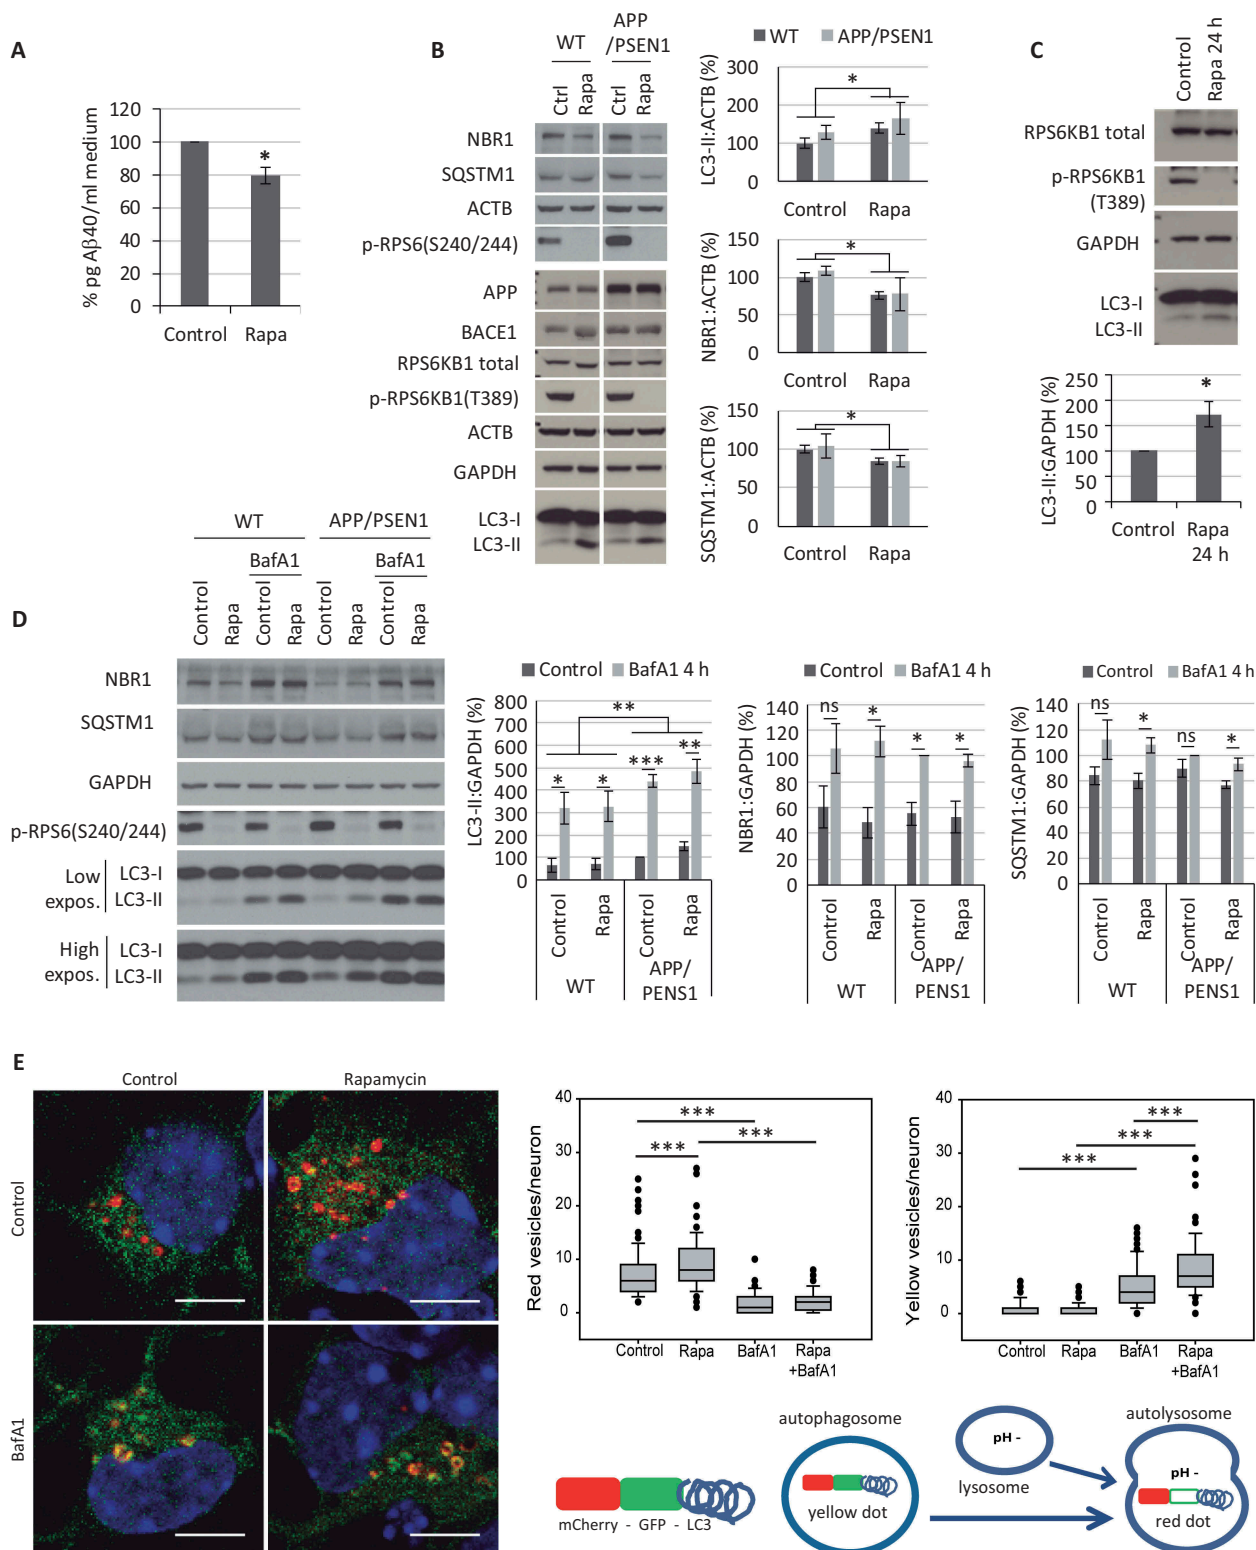 A
120
100
80
60
40
20
0
% pg Aβ40/ml medium
*
Control
Rapa
B
WT
APP
/PSEN1
Ctrl
Rapa
Ctrl
Rapa
NBR1
SQSTM1
ACTB
p-RPS6(S240/244)
APP
BACE1
RPS6KB1 total
p-RPS6KB1(T389)
ACTB
GAPDH
LC3-I
LC3-II
WT
APP/PSEN1
LC3-II:ACTB (%)
300
200
100
0
*
Control
Rapa
NBR1:ACTB (%)
150
100
50
0
*
Control
Rapa
SQSTM1:ACTB (%)
150
100
50
0
*
Control
Rapa
C
Control
Rapa 24 h
RPS6KB1 total
p-RPS6KB1
(T389)
GAPDH
LC3-I
LC3-II
LC3-II:GAPDH (%)
250
200
150
100
50
0
*
Control
Rapa
24 h
D
WT
APP/PSEN1
BafA1
BafA1
Control
Rapa
Control
Rapa
Control
Rapa
Control
Rapa
NBR1
SQSTM1
GAPDH
p-RPS6(S240/244)
Low
expos.
LC3-I
LC3-II
High
expos.
LC3-I
LC3-II
Control
BafA1 4 h
LC3-II:GAPDH (%)
800
700
600
500
400
300
200
100
0
**
*
*
***
**
Control
Rapa
Control
Rapa
WT
APP/
PENS1
Control
BafA1 4 h
NBR1:GAPDH (%)
140
120
100
80
60
40
20
0
ns
*
*
*
Control
Rapa
Control
Rapa
WT
APP/
PENS1
Control
BafA1 4 h
SQSTM1:GAPDH (%)
140
120
100
80
60
40
20
0
ns
*
ns
*
Control
Rapa
Control
Rapa
WT
APP/
PENS1
E
Control
Rapamycin
Control
BafA1
Red vesicles/neuron
40
30
20
10
0
***
***
***
Control
Rapa
BafA1
Rapa
+BafA1
Yellow vesicles/neuron
40
30
20
10
0
***
***
***
Control
Rapa
BafA1
Rapa
+BafA1
mCherry - GFP - LC3
autophagosome
yellow dot
pH -
lysosome
autolysosome
pH -
red dot